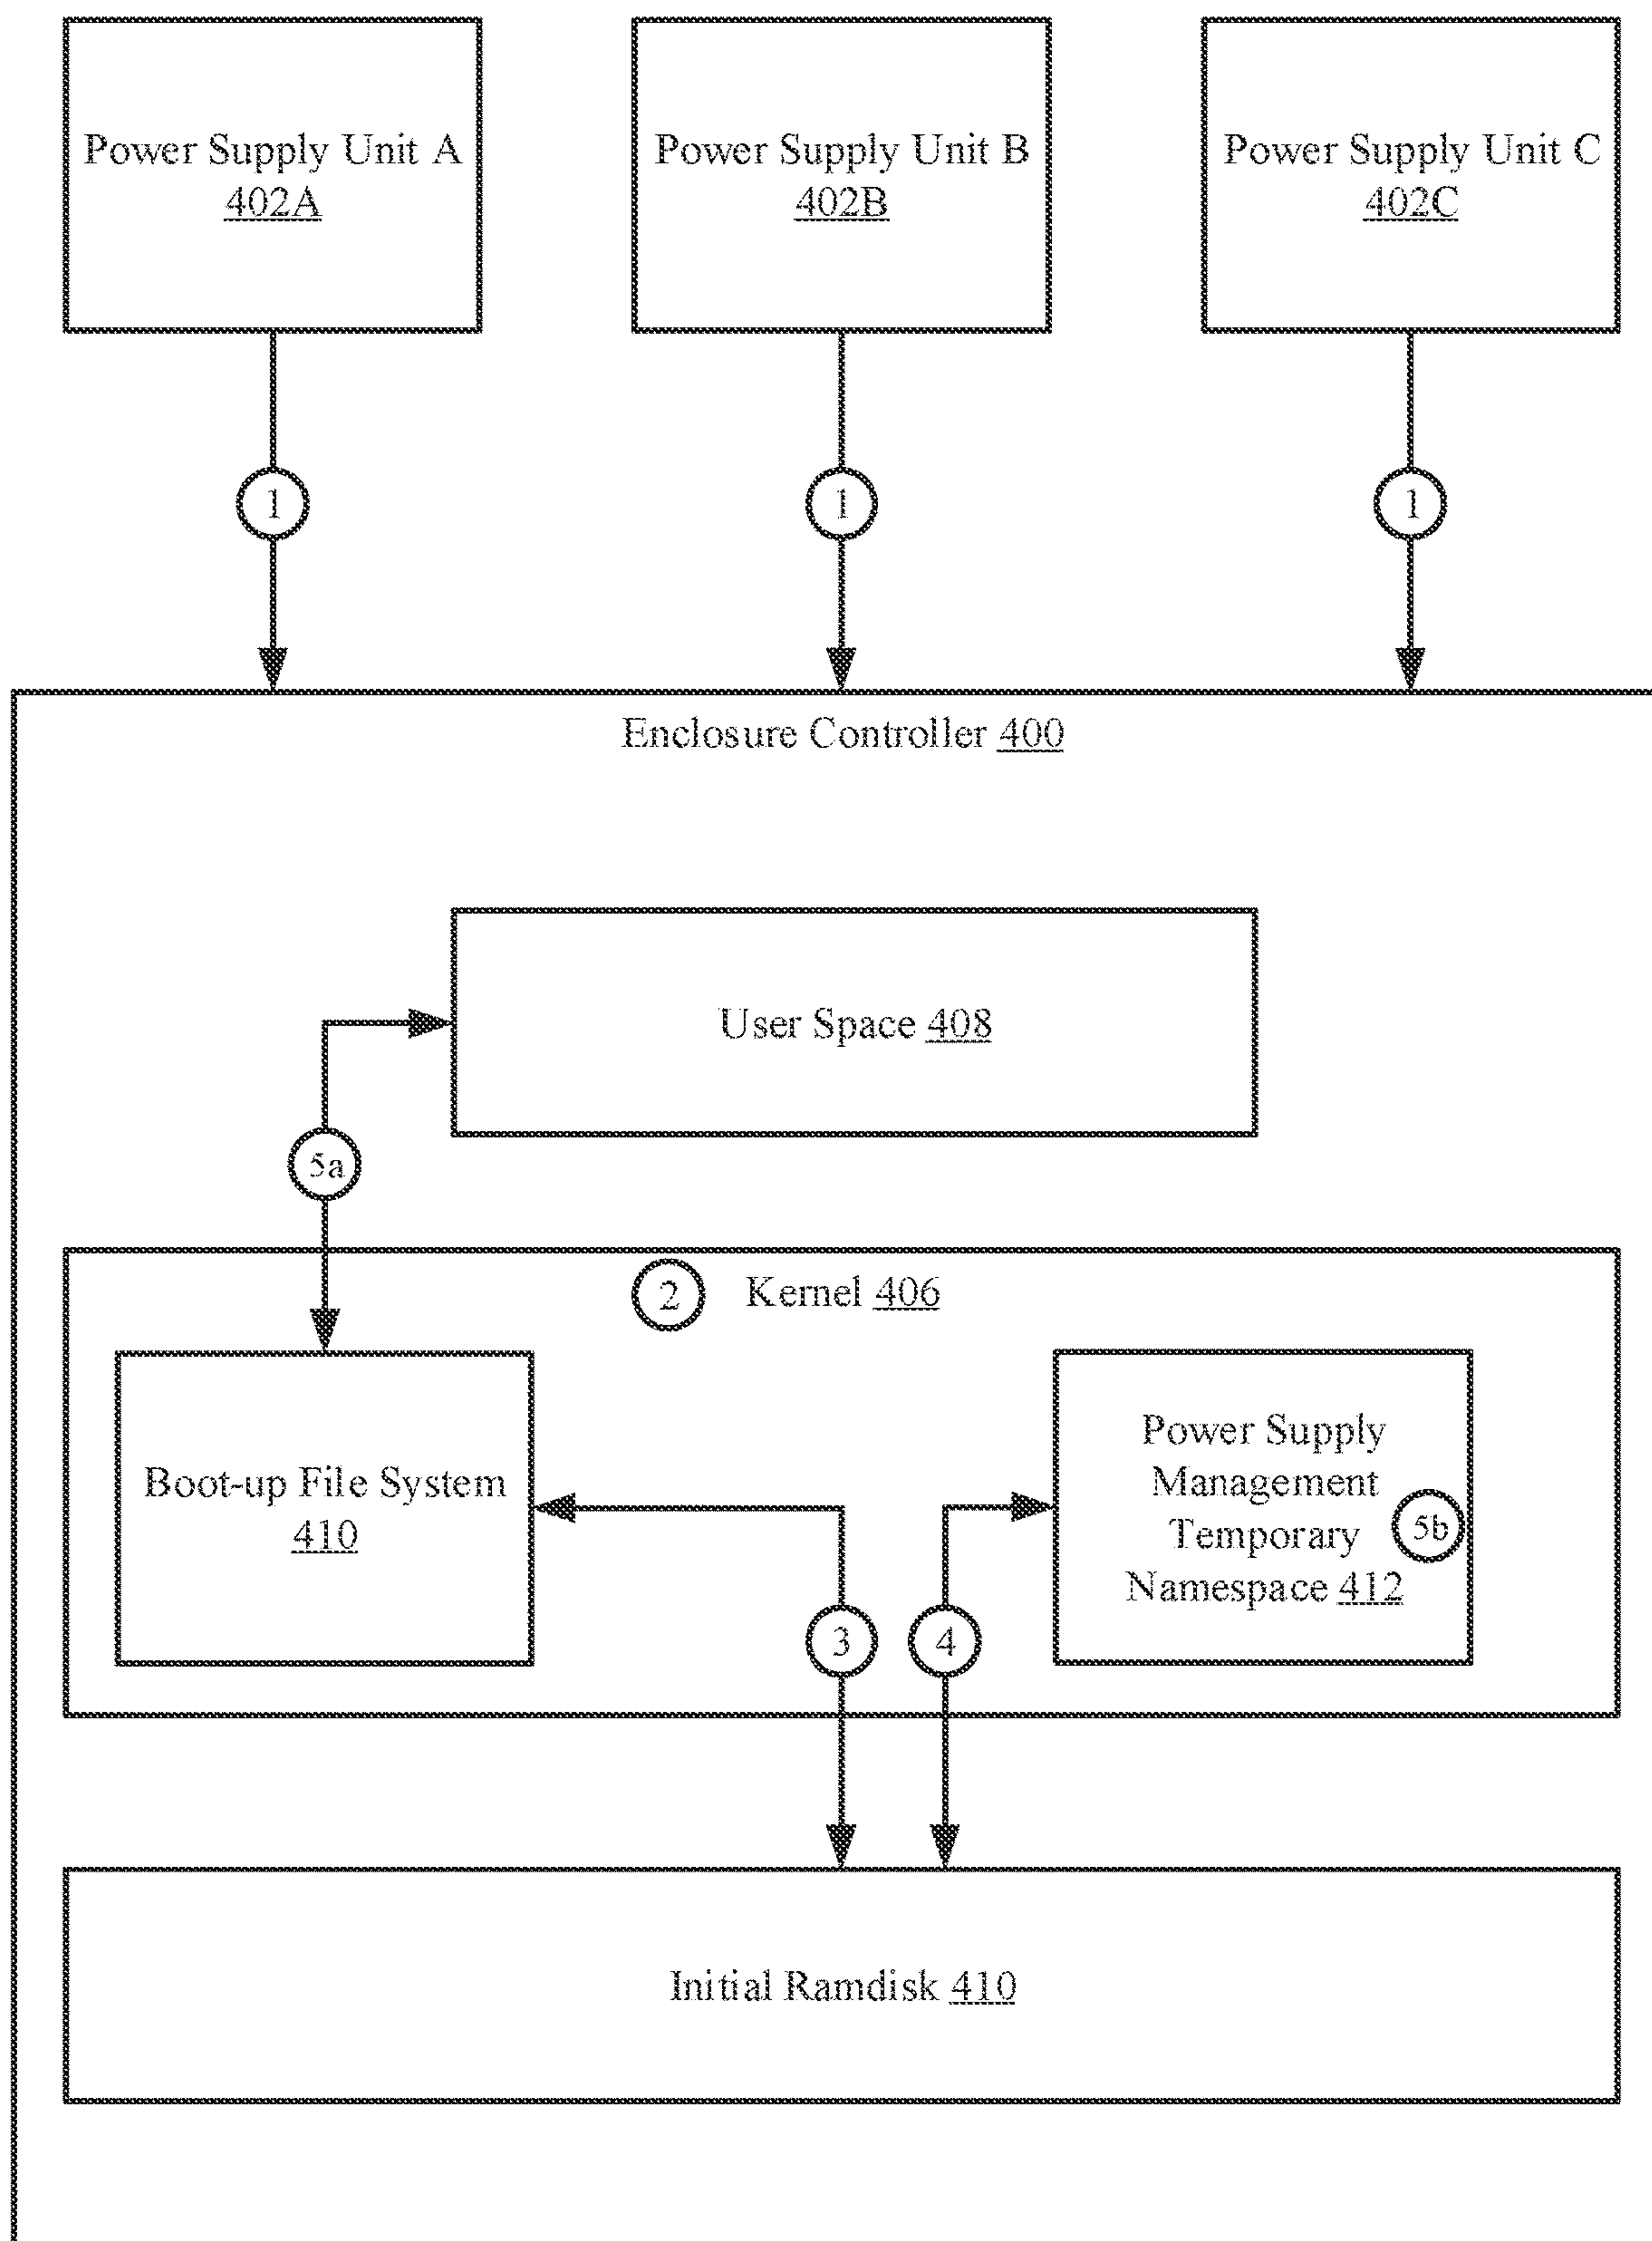 Power Supply Unit A
402A
Power Supply Unit B
402B
Power Supply Unit C
402C
1
1
1
Enclosure Controller 400
User Space 408
5a
2
Kernel 406
Boot-up File System
410
Power Supply
Management
Temporary
Namespace 412
5b
3
4
Initial Ramdisk 410